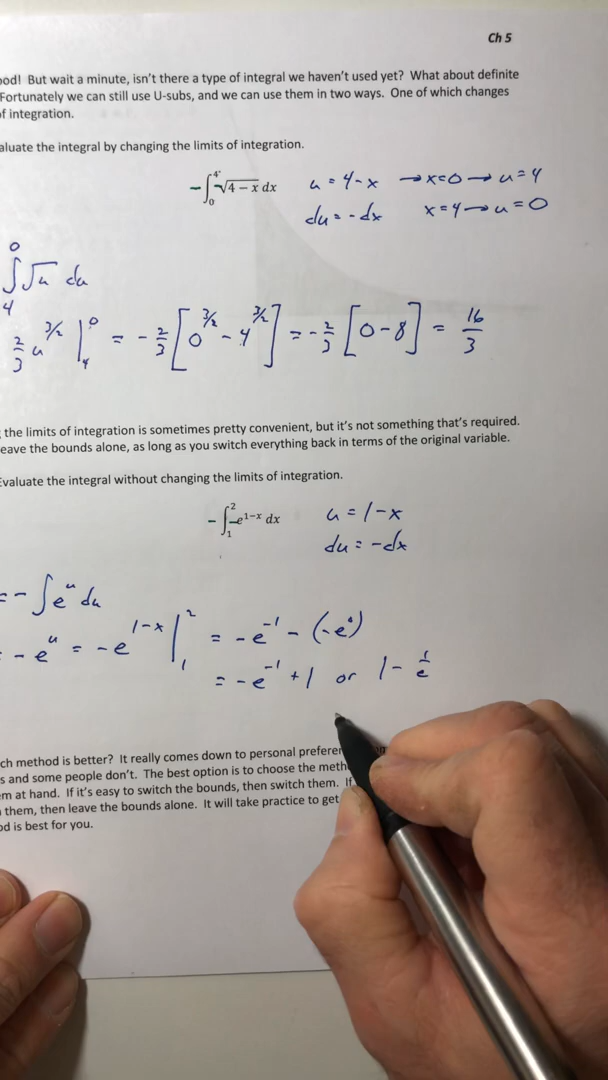 Ch 5
ood! But wait a minute, isn't there a type of integral we haven't used yet? What about definite
Fortunately we can still use U-subs, and we can use them in two ways. One of which changes
of integration.
aluate the integral by changing the limits of integration.
-∫₀⁴ -√(4 – x) dx u = 4-x → x=0 → u=4
du = -dx x=4 → u=0
∫₄⁰ √u du
2/3 u^(3/2) |₄⁰ = -2/3 [0^(3/2) - 4^(3/2)] = -2/3 [0-8] = 16/3
the limits of integration is sometimes pretty convenient, but it's not something that's required.
eave the bounds alone, as long as you switch everything back in terms of the original variable.
Evaluate the integral without changing the limits of integration.
-∫₁² -e^(1–x) dx u = 1-x
du = -dx
= -∫e^u du
= -e^u = -e^(1-x) |₁² = -e^(-1) - (-e^0)
= -e^(-1) + 1 or 1 - 1/e
ch method is better? It really comes down to personal preferen
s and some people don't. The best option is to choose the meth
em at hand. If it's easy to switch the bounds, then switch them. If
them, then leave the bounds alone. It will take practice to get
od is best for you.